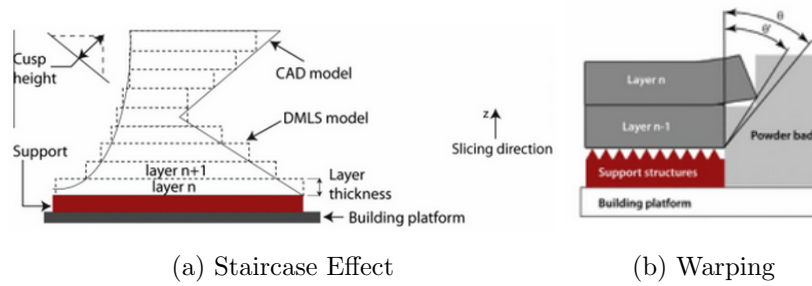 Cusp
height
CAD model
DMLS model
z
Slicing direction
Support
layer n+1
layer n
Layer
thickness
Building platform
θ
θ'
Layer n
Layer n-1
Powder bad
Support structures
Building platform
(a) Staircase Effect
(b) Warping